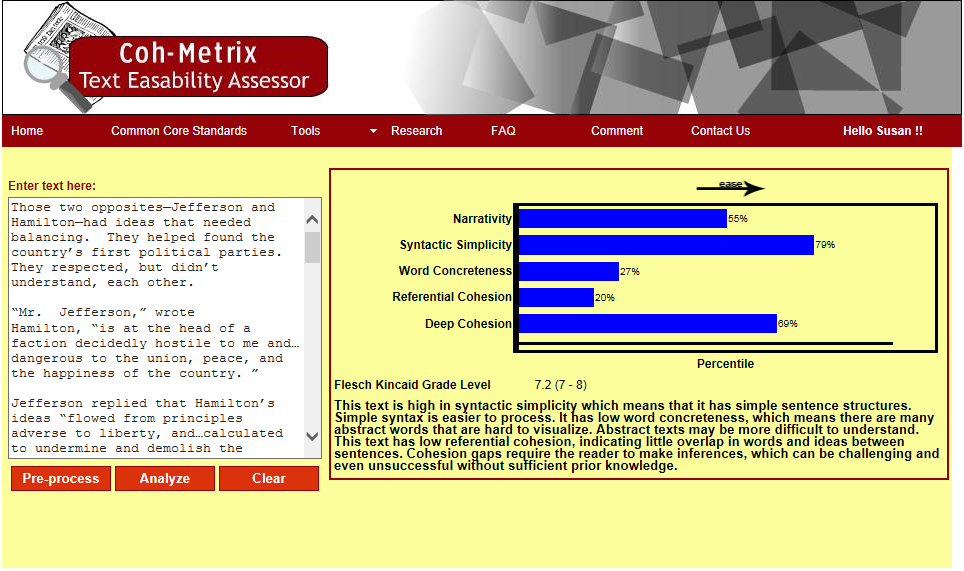 Coh-Metrix
Text Easability Assessor
Home Common Core Standards Tools Research FAQ Comment Contact Us Hello Susan !!
Enter text here:
Those two opposites—Jefferson and
Hamilton—had ideas that needed
balancing.  They helped found the
country’s first political parties.
They respected, but didn’t
understand, each other.
“Mr.  Jefferson,” wrote
Hamilton, “is at the head of a
faction decidedly hostile to me and…
dangerous to the union, peace, and
the happiness of the country. ”
Jefferson replied that Hamilton’s
ideas “flowed from principles
adverse to liberty, and…calculated
to undermine and demolish the
Pre-process Analyze Clear
ease
Narrativity 55%
Syntactic Simplicity 79%
Word Concreteness 27%
Referential Cohesion 20%
Deep Cohesion 69%
Percentile
Flesch Kincaid Grade Level 7.2 (7 - 8)
This text is high in syntactic simplicity which means that it has simple sentence structures.
Simple syntax is easier to process. It has low word concreteness, which means there are many
abstract words that are hard to visualize. Abstract texts may be more difficult to understand.
This text has low referential cohesion, indicating little overlap in words and ideas between
sentences. Cohesion gaps require the reader to make inferences, which can be challenging and
even unsuccessful without sufficient prior knowledge.